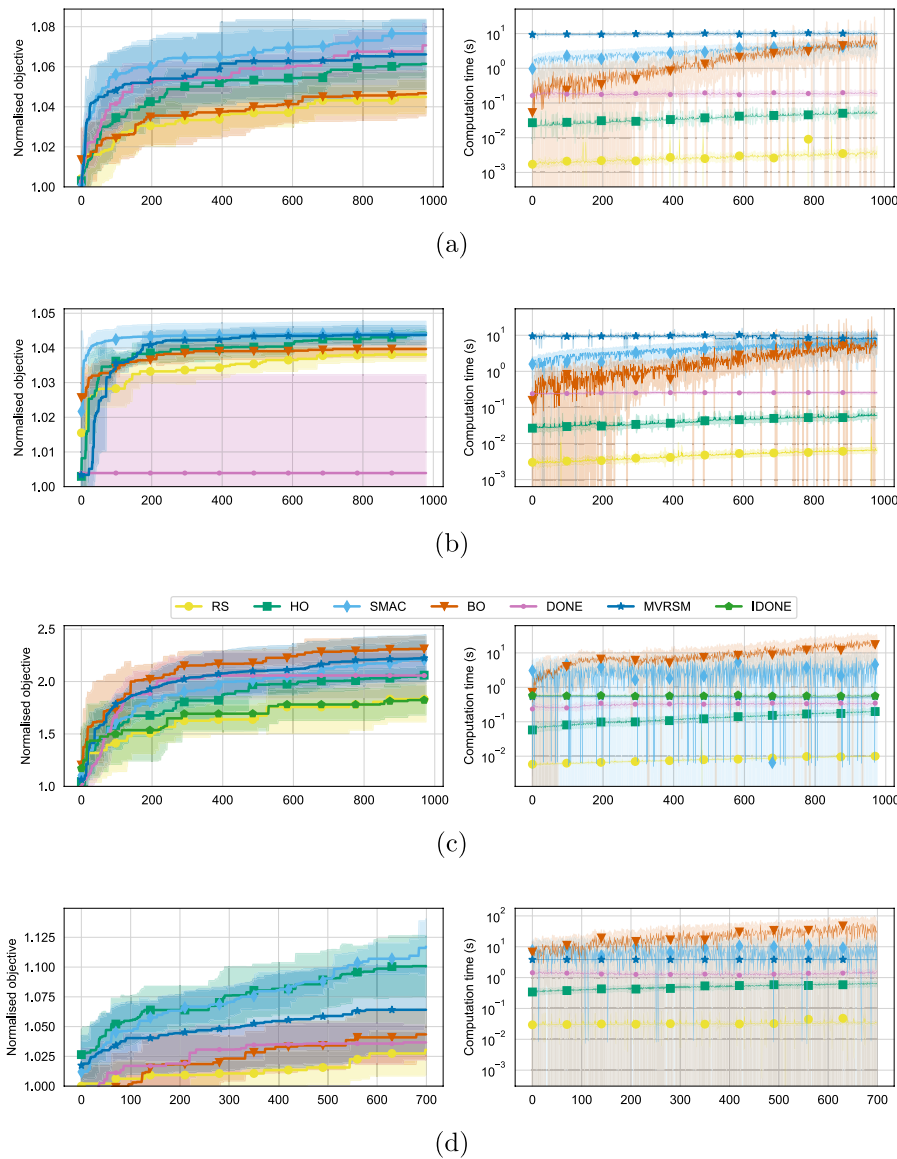 1.08
1.06
1.04
1.02
1.00
Normalised objective
0 200 400 600 800 1000
10^1
10^0
10^-1
10^-2
10^-3
Computation time (s)
0 200 400 600 800 1000
(a)
1.05
1.04
1.03
1.02
1.01
1.00
Normalised objective
0 200 400 600 800 1000
10^1
10^0
10^-1
10^-2
10^-3
Computation time (s)
0 200 400 600 800 1000
(b)
RS HO SMAC BO DONE MVRSM IDONE
2.5
2.0
1.5
1.0
Normalised objective
0 200 400 600 800 1000
10^1
10^0
10^-1
10^-2
Computation time (s)
0 200 400 600 800 1000
(c)
1.125
1.100
1.075
1.050
1.025
1.000
Normalised objective
0 100 200 300 400 500 600 700
10^2
10^1
10^0
10^-1
10^-2
10^-3
Computation time (s)
0 100 200 300 400 500 600 700
(d)